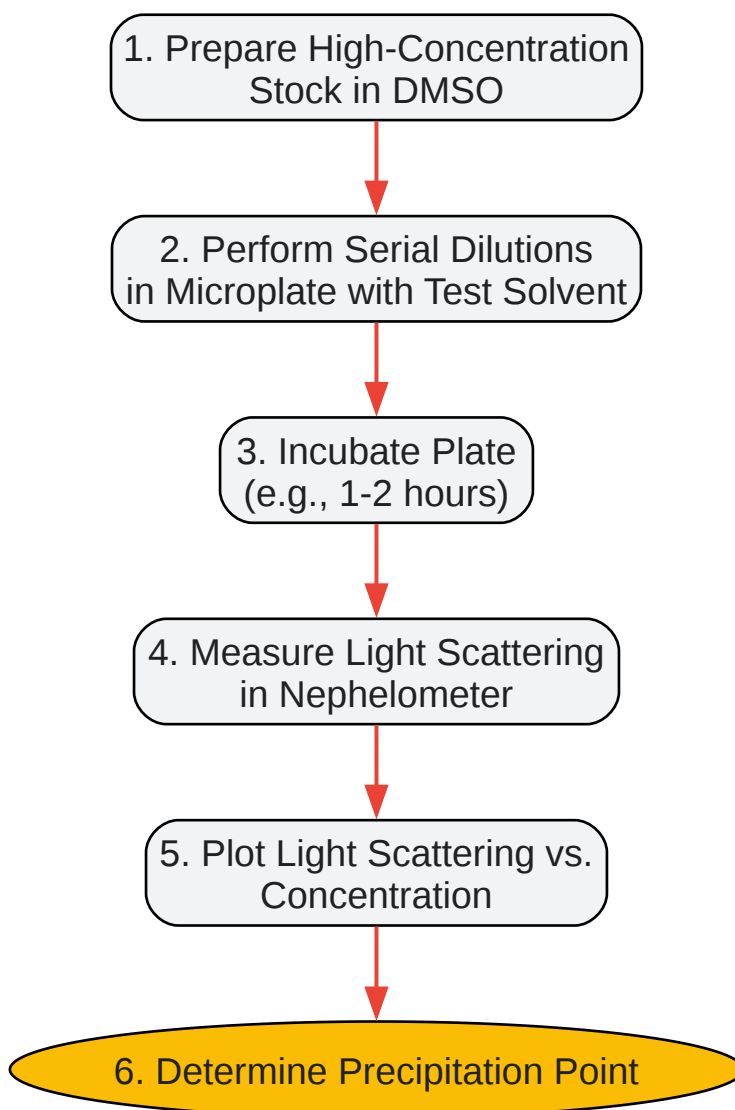 1. Prepare High-Concentration
Stock in DMSO
2. Perform Serial Dilutions
in Microplate with Test Solvent
3. Incubate Plate
(e.g., 1-2 hours)
4. Measure Light Scattering
in Nephelometer
5. Plot Light Scattering vs.
Concentration
6. Determine Precipitation Point